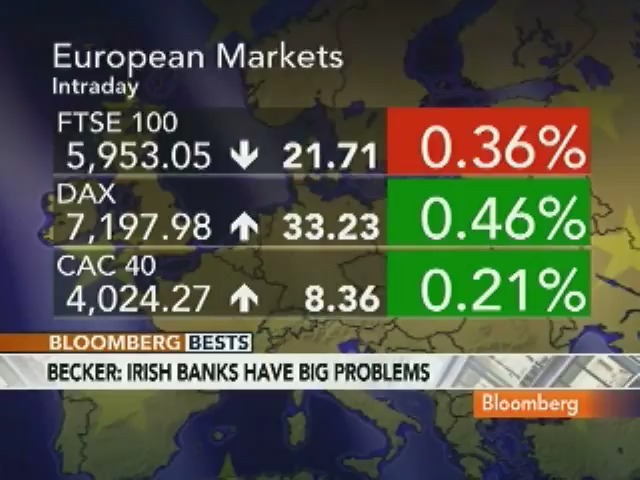 European Markets
Intraday
FTSE 100
5,953.05 ↓ 21.71 0.36%
DAX
7,197.98 ↑ 33.23 0.46%
CAC 40
4,024.27 ↑ 8.36 0.21%
BLOOMBERG BESTS
BECKER: IRISH BANKS HAVE BIG PROBLEMS
Bloomberg